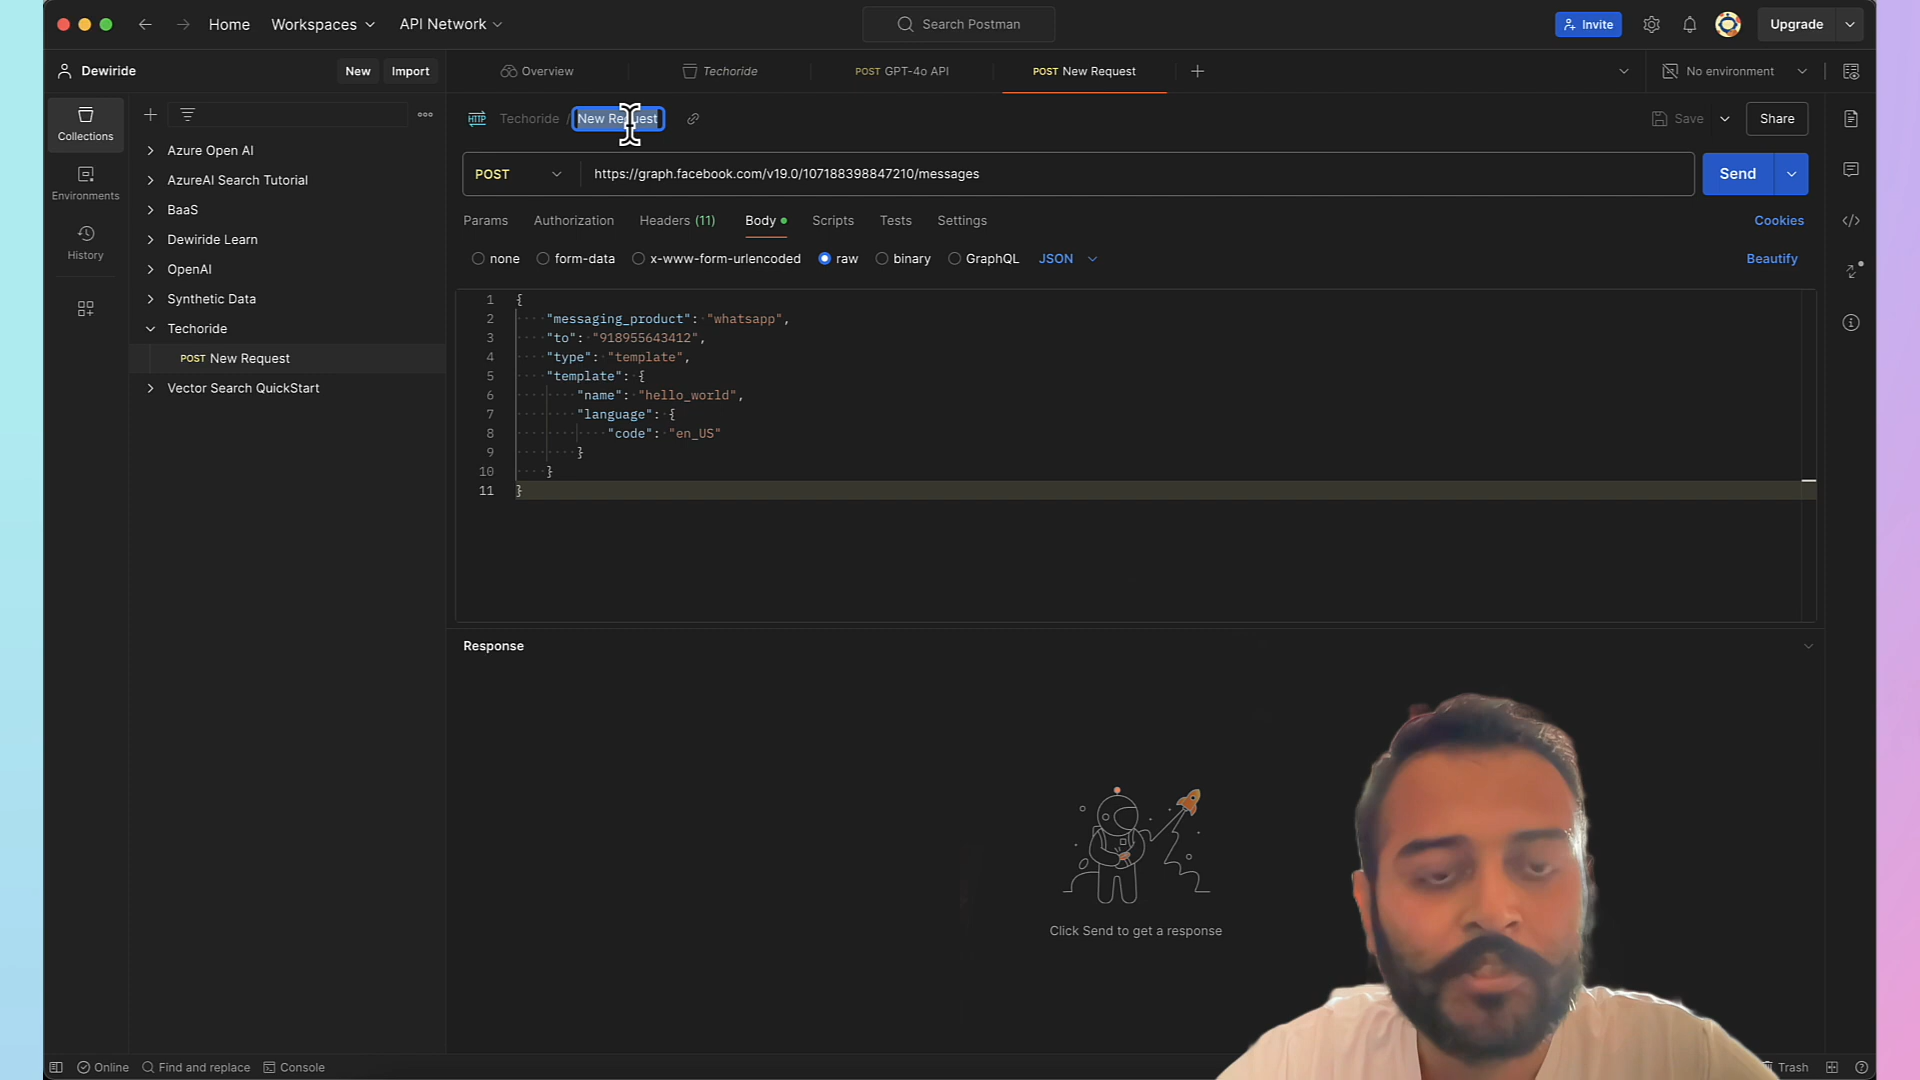 Home
Workspaces
API Network
Search Postman
Invite
Upgrade
Dewiride
New
Import
Overview
Techoride
POST GPT-4o API
POST New Request
No environment
Collections
Environments
History
Azure Open AI
AzureAI Search Tutorial
BaaS
Dewiride Learn
OpenAI
Synthetic Data
Techoride
POST New Request
Vector Search QuickStart
HTTP Techoride / New Request
Save
Share
POST
https://graph.facebook.com/v19.0/107188398847210/messages
Send
Params
Authorization
Headers (11)
Body
Scripts
Tests
Settings
Cookies
none
form-data
x-www-form-urlencoded
raw
binary
GraphQL
JSON
Beautify
1 {
2 "messaging_product": "whatsapp",
3 "to": "918955643412",
4 "type": "template",
5 "template": {
6 "name": "hello_world",
7 "language": {
8 "code": "en_US"
9 }
10 }
11 }
Response
Click Send to get a response
Online
Find and replace
Console
Trash